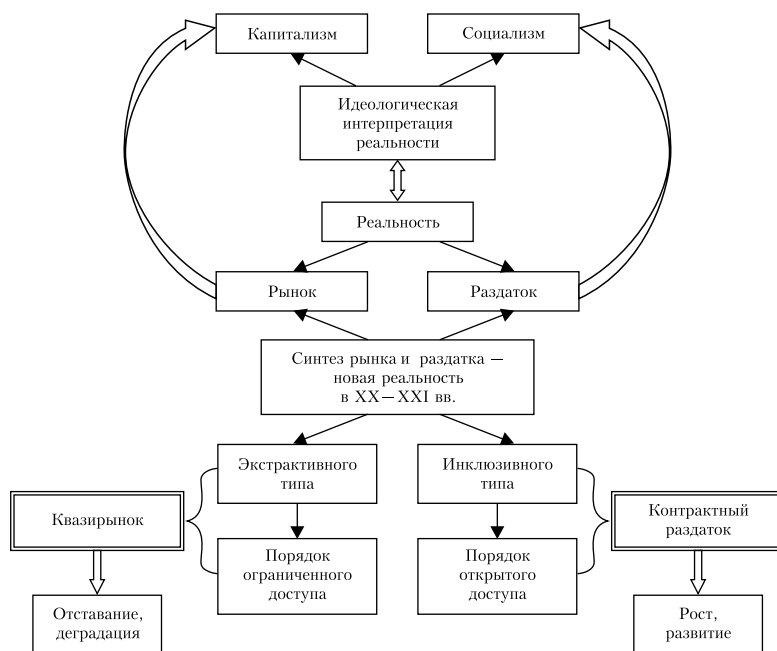 Капитализм
Социализм
Идеологическая
интерпретация
реальности
Реальность
Рынок
Раздаток
Синтез рынка и раздатка —
новая реальность
в XX—XXI вв.
Экстрактивного
типа
Инклюзивного
типа
Квазирынок
Контрактный
раздаток
Порядок
ограниченного
доступа
Порядок
открытого
доступа
Отставание,
деградация
Рост,
развитие